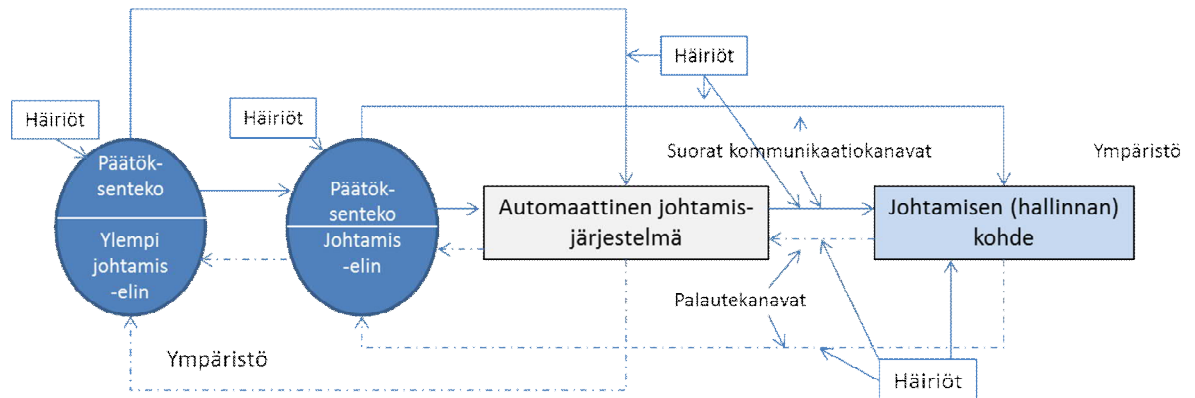 Häiriöt
Häiriöt
Häiriöt
Päätök-
senteko
Ylempi
johtamis
-elin
Päätök-
senteko
Johtamis
-elin
Automaattinen johtamis-
järjestelmä
Suorat kommunikaatiokanavat
Ympäristö
Johtamisen (hallinnan)
kohde
Palautekanavat
Ympäristö
Häiriöt